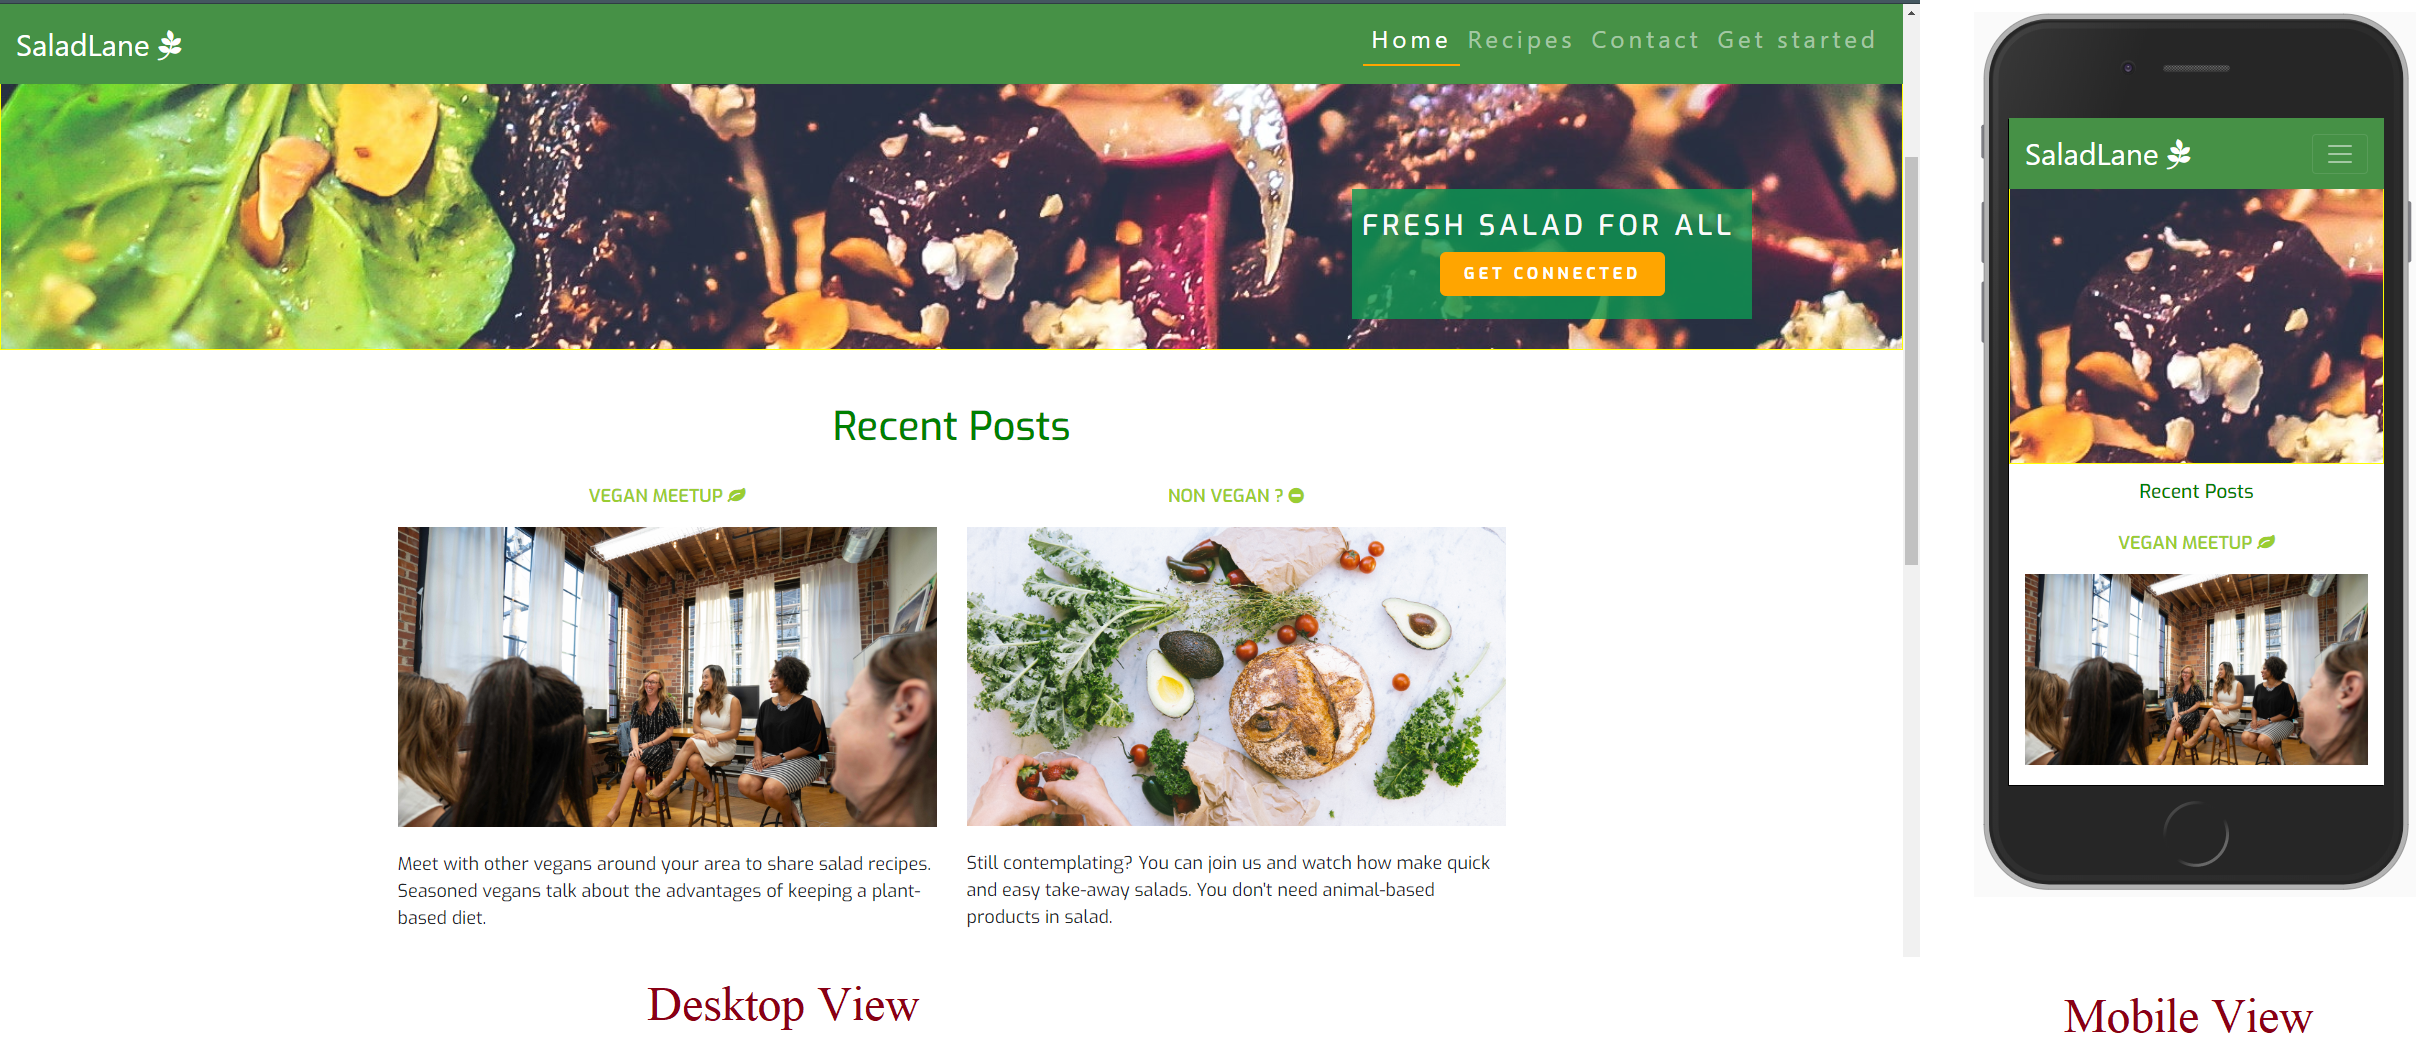 SaladLane
Home Recipes Contact Get started
FRESH SALAD FOR ALL
GET CONNECTED
Recent Posts
VEGAN MEETUP
NON VEGAN ?
Meet with other vegans around your area to share salad recipes.
Seasoned vegans talk about the advantages of keeping a plant-
based diet.
Still contemplating? You can join us and watch how make quick
and easy take-away salads. You don't need animal-based
products in salad.
Desktop View
SaladLane
Recent Posts
VEGAN MEETUP
Mobile View